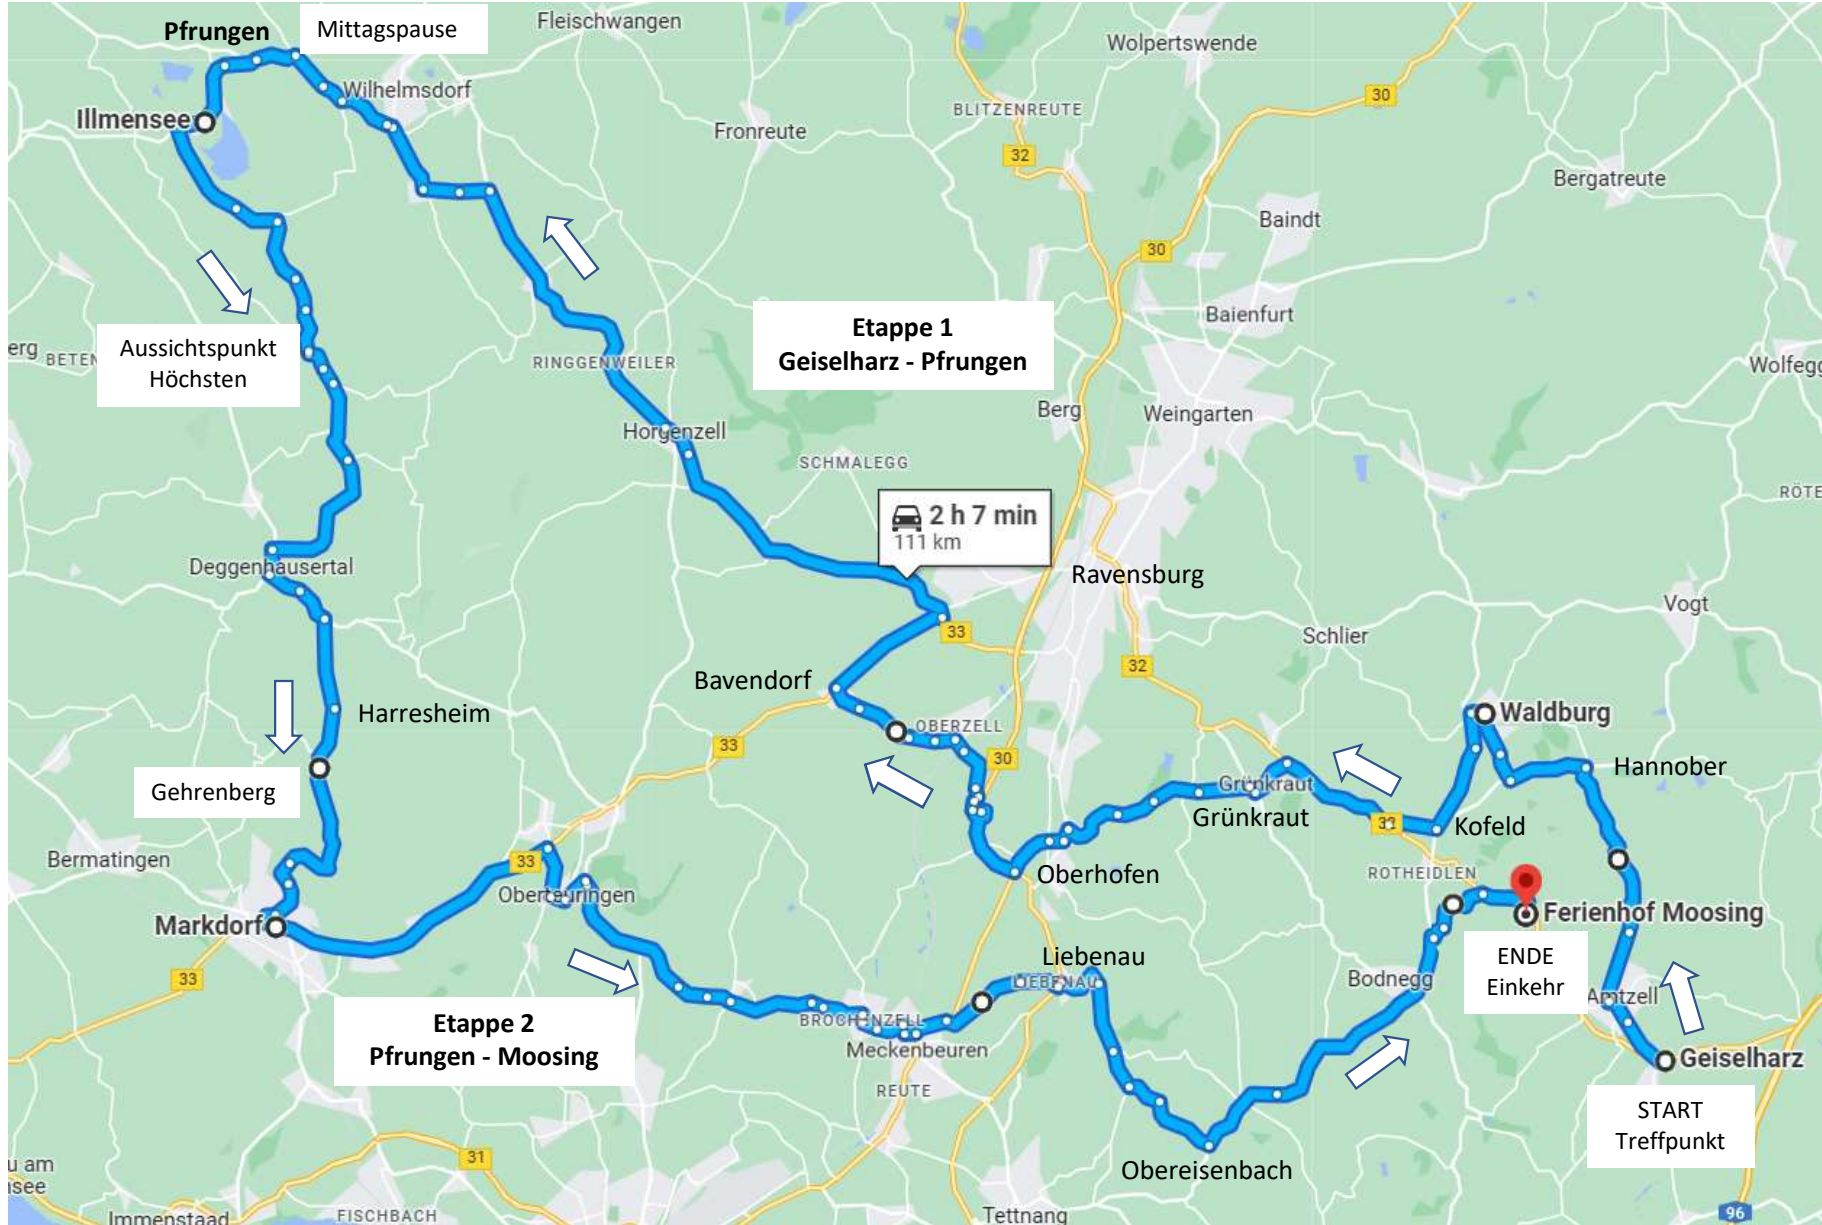 Pfrungen
Mittagspause
Fleischwangen
Wolpertswende
Wilhelmsdorf
30
BLITZENREUTE
Illmensee
Fronreute
32
Bergatreute
Baindt
30
Etappe 1
Geiselharz - Pfrungen
Baienfurt
Aussichtspunkt
Höchsten
erg
BETEN
RINGGENWEILER
Wolfegg
Berg
Weingarten
Horgenzell
SCHMALEGG
RÖTE
2 h 7 min
111 km
Deggenhausertal
Ravensburg
Vogt
33
Schlier
32
Bavendorf
Harresheim
Waldburg
OBERZELL
33
30
Hannober
Gehrenberg
Grünkraut
Grünkraut
32
Kofeld
Bermatingen
33
Oberhofen
ROTHEIDLEN
Oberteuringen
Markdorf
Ferienhof Moosing
Liebenau
ENDE
Einkehr
33
LIEBENAU
Bodnegg
Amtzell
Etappe 2
Pfrungen - Moosing
BROCHENZELL
Meckenbeuren
Geiselharz
REUTE
START
Treffpunkt
31
Obereisenbach
u am
nsee
Immenstaad
FISCHBACH
Tettnang
96